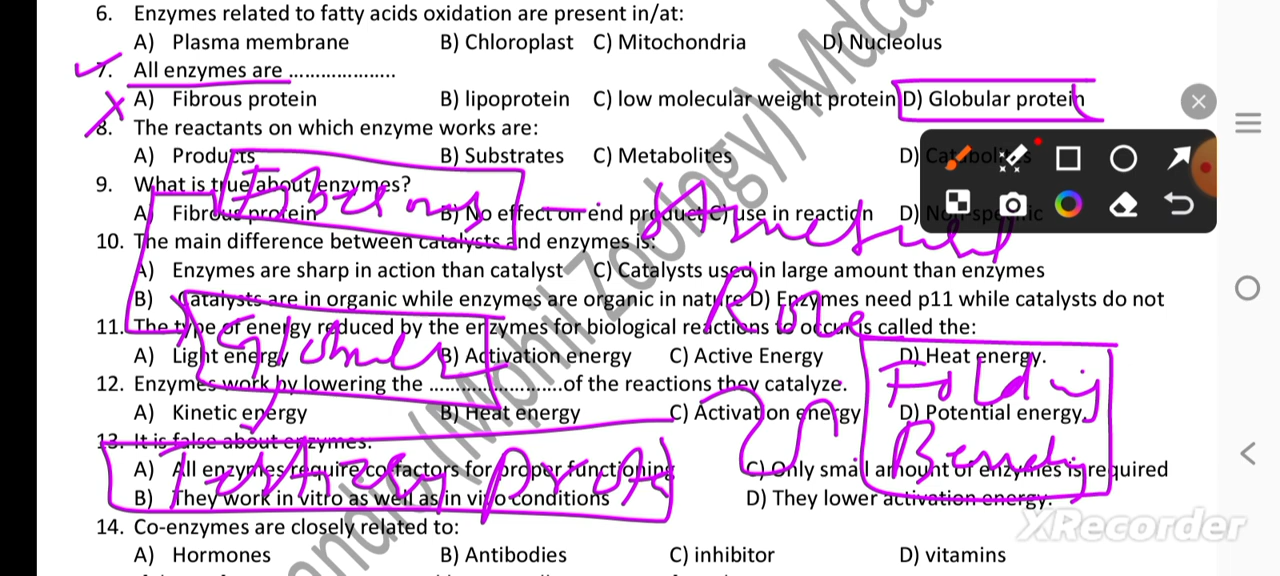 6. Enzymes related to fatty acids oxidation are present in/at:
A) Plasma membrane B) Chloroplast C) Mitochondria D) Nucleolus
7. All enzymes are .....................
A) Fibrous protein B) lipoprotein C) low molecular weight protein D) Globular protein
8. The reactants on which enzyme works are:
A) Products B) Substrates C) Metabolites D)
9. What is true about enzymes?
A) Fibrous protein B) No effect on end product C) use in reaction D)
Fibrous - Structural
10. The main difference between catalysts and enzymes is:
A) Enzymes are sharp in action than catalyst C) Catalysts used in large amount than enzymes
B) Catalysts are in organic while enzymes are organic in nature D) Enzymes need p11 while catalysts do not
Role
11. The type of energy reduced by the enzymes for biological reactions to occur is called the:
A) Light energy B) Activation energy C) Active Energy D) Heat energy.
12. Enzymes work by lowering the ..........................of the reactions they catalyze.
A) Kinetic energy B) Heat energy C) Activation energy D) Potential energy.
Folding
13. It is false about enzymes:
A) All enzymes require cofactors for proper functioning C) Only small amount of enzymes is required
B) They work in vitro as well as in vivo conditions D) They lower activation energy.
14. Co-enzymes are closely related to:
A) Hormones B) Antibodies C) inhibitor D) vitamins
(Mphil Zoology)
XRecorder